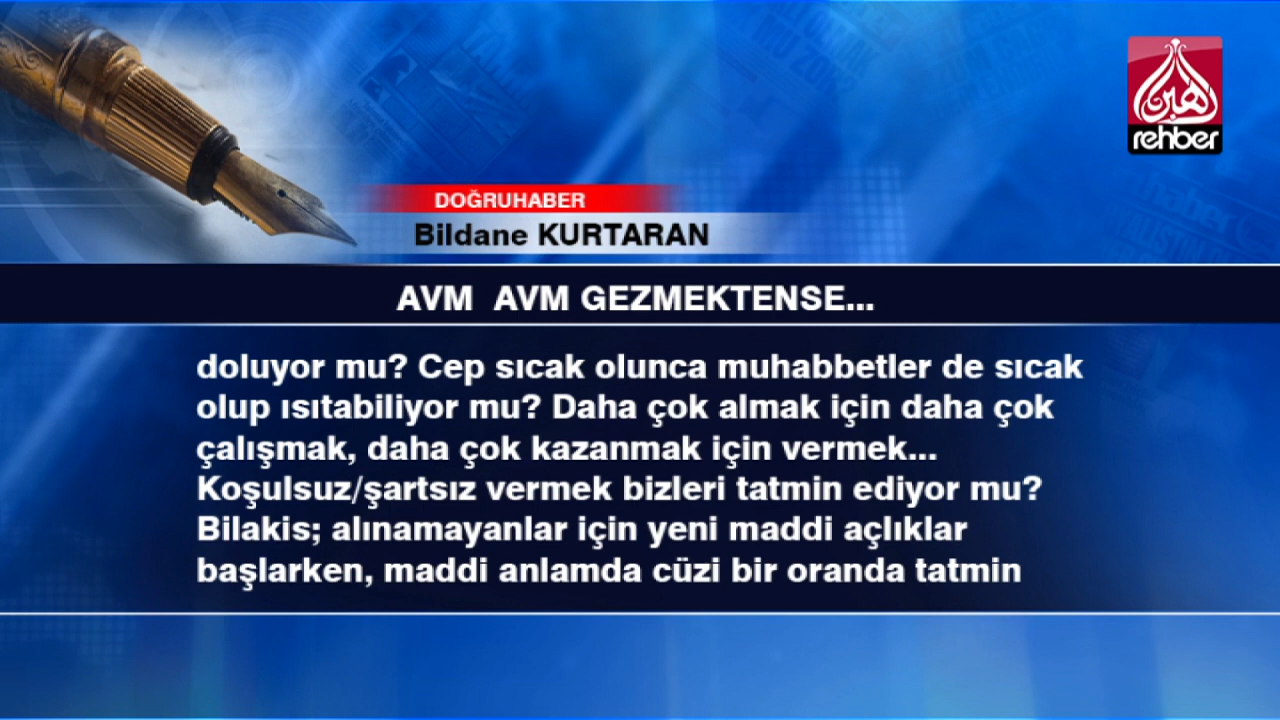 رهبر
rehber
DOĞRUHABER
Bildane KURTARAN
AVM AVM GEZMEKTENSE...
doluyor mu? Cep sıcak olunca muhabbetler de sıcak
olup ısıtabiliyor mu? Daha çok almak için daha çok
çalışmak, daha çok kazanmak için vermek...
Koşulsuz/şartsız vermek bizleri tatmin ediyor mu?
Bilakis; alınamayanlar için yeni maddi açlıklar
başlarken, maddi anlamda cüzi bir oranda tatmin